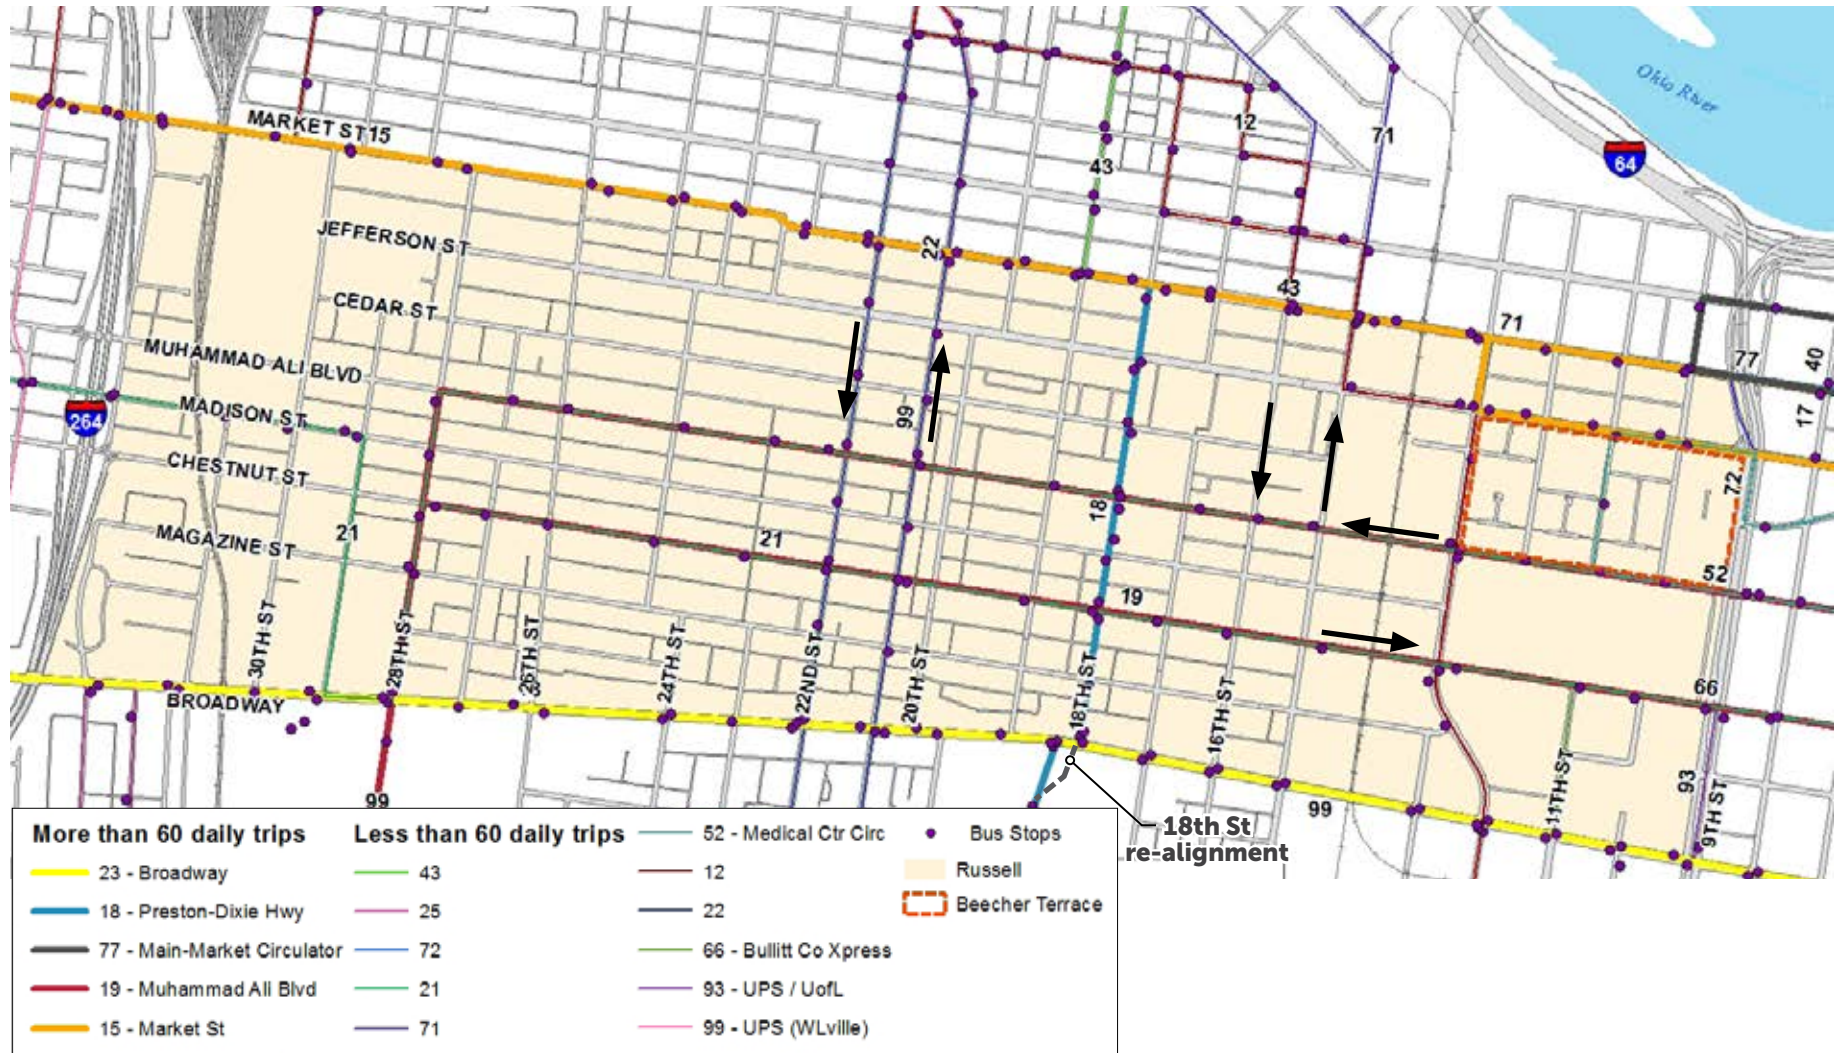 Ohio River
MARKET ST 15
12
71
43
64
22
JEFFERSON ST
CEDAR ST
43
71
77
40
MUHAMMAD ALI BLVD
99
17
264
MADISON ST
CHESTNUT ST
72
18
MAGAZINE ST
21
21
52
19
30TH ST
28TH ST
26TH ST
24TH ST
22ND ST
20TH ST
18TH ST
16TH ST
66
BROADWAY
11TH ST
93
9TH ST
99
99
18th St
re-alignment
More than 60 daily trips
23 - Broadway
18 - Preston-Dixie Hwy
77 - Main-Market Circulator
19 - Muhammad Ali Blvd
15 - Market St
Less than 60 daily trips
43
25
72
21
71
52 - Medical Ctr Circ
12
22
66 - Bullitt Co Xpress
93 - UPS / UofL
99 - UPS (WLville)
Bus Stops
Russell
Beecher Terrace